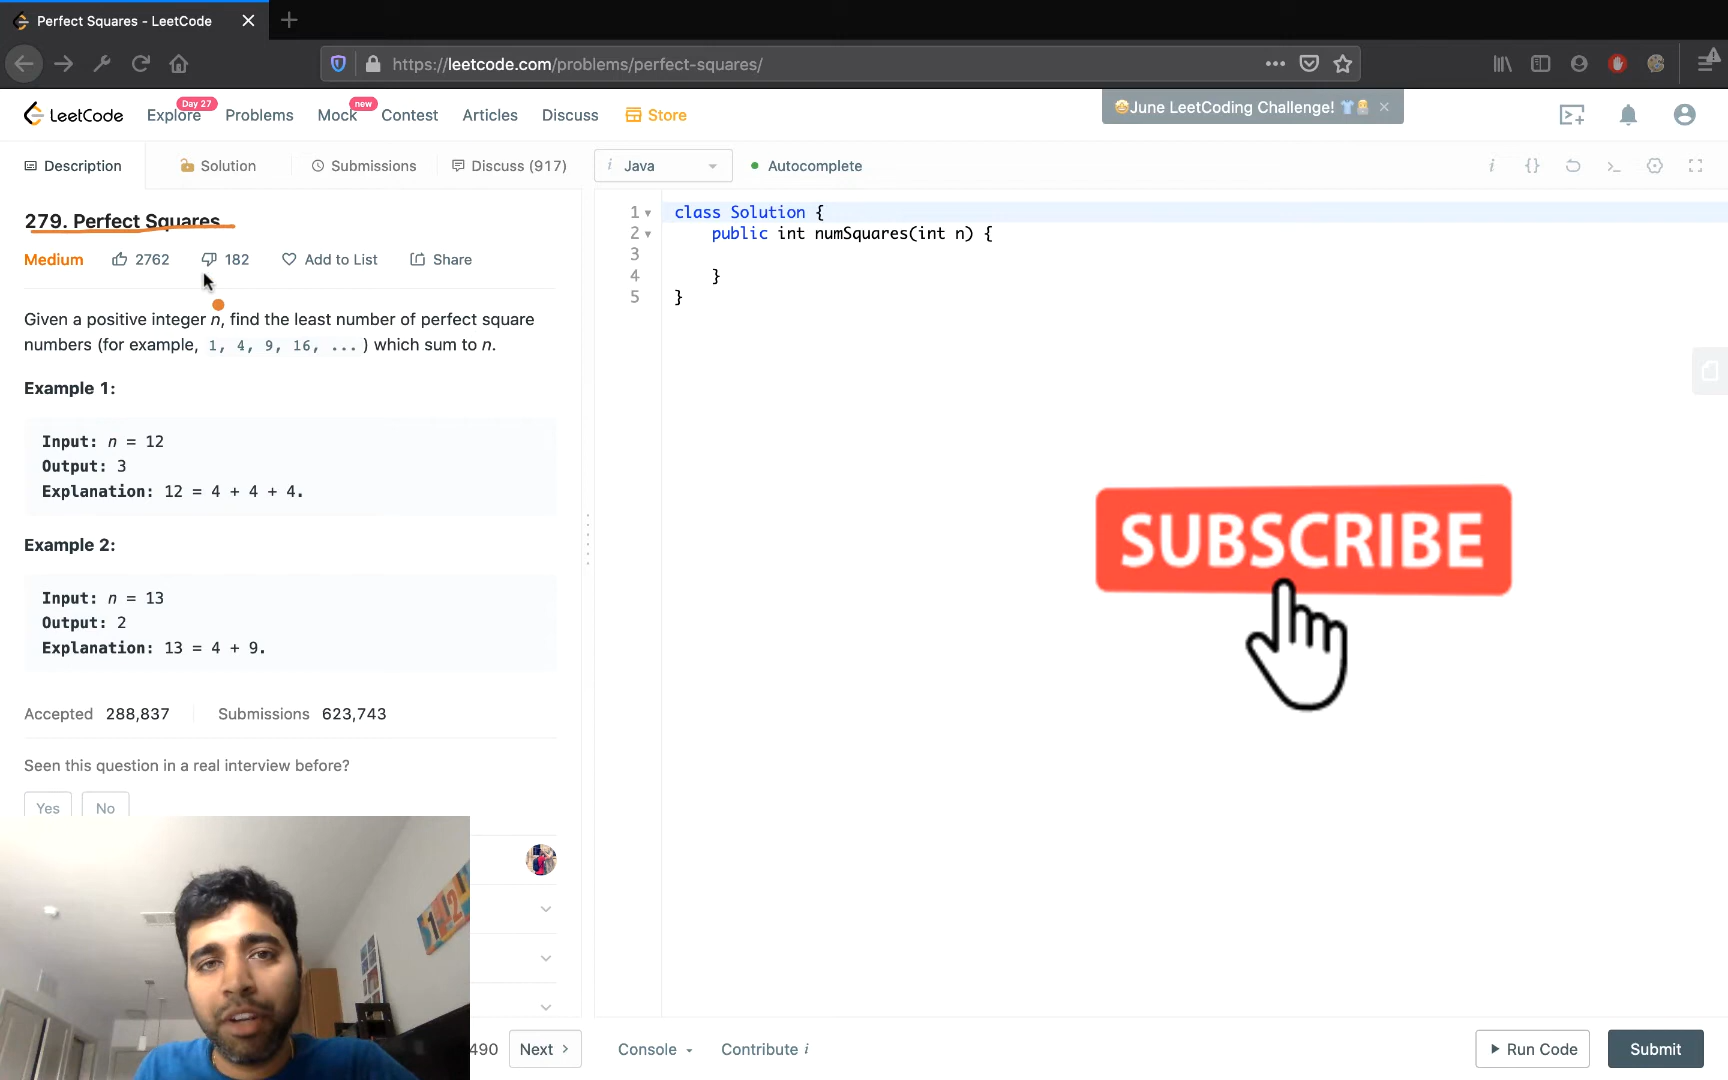 Perfect Squares - LeetCode
https://leetcode.com/problems/perfect-squares/
LeetCode
Explore
Day 27
Problems
Mock
new
Contest
Articles
Discuss
Store
🤩June LeetCoding Challenge!
Description
Solution
Submissions
Discuss (917)
i Java
Autocomplete
279. Perfect Squares
Medium
2762
182
Add to List
Share
Given a positive integer n, find the least number of perfect square
numbers (for example, 1, 4, 9, 16, ... ) which sum to n.
Example 1:
Input: n = 12
Output: 3
Explanation: 12 = 4 + 4 + 4.
Example 2:
Input: n = 13
Output: 2
Explanation: 13 = 4 + 9.
Accepted 288,837
Submissions 623,743
Seen this question in a real interview before?
Yes
No
1 class Solution {
2 public int numSquares(int n) {
3
4 }
5 }
SUBSCRIBE
490
Next
Console
Contribute i
Run Code
Submit